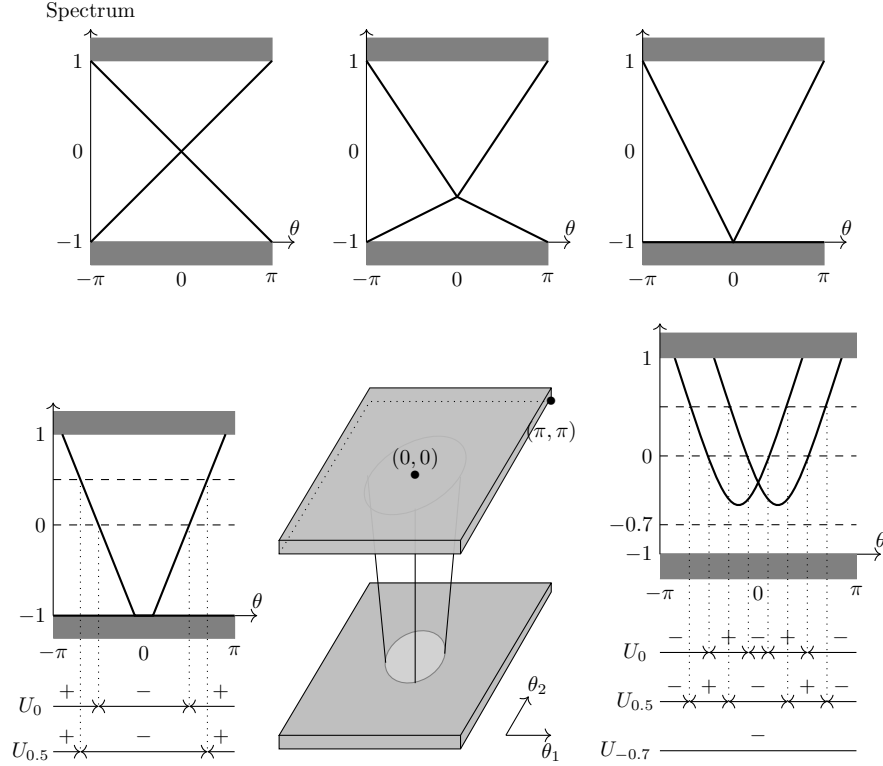 Spectrum
1 1 1
0 0 0
−1 −1 −1
θ θ θ
−π 0 π −π 0 π −π 0 π
1
0
−1
θ
−π 0 π
+ − +
U₀
+ − +
U₀.₅
(0, 0)
(π, π)
θ₂
θ₁
1
0
−0.7
−1
θ
−π 0 π
− + − + −
U₀
− + − + −
U₀.₅
−
U₋₀.₇